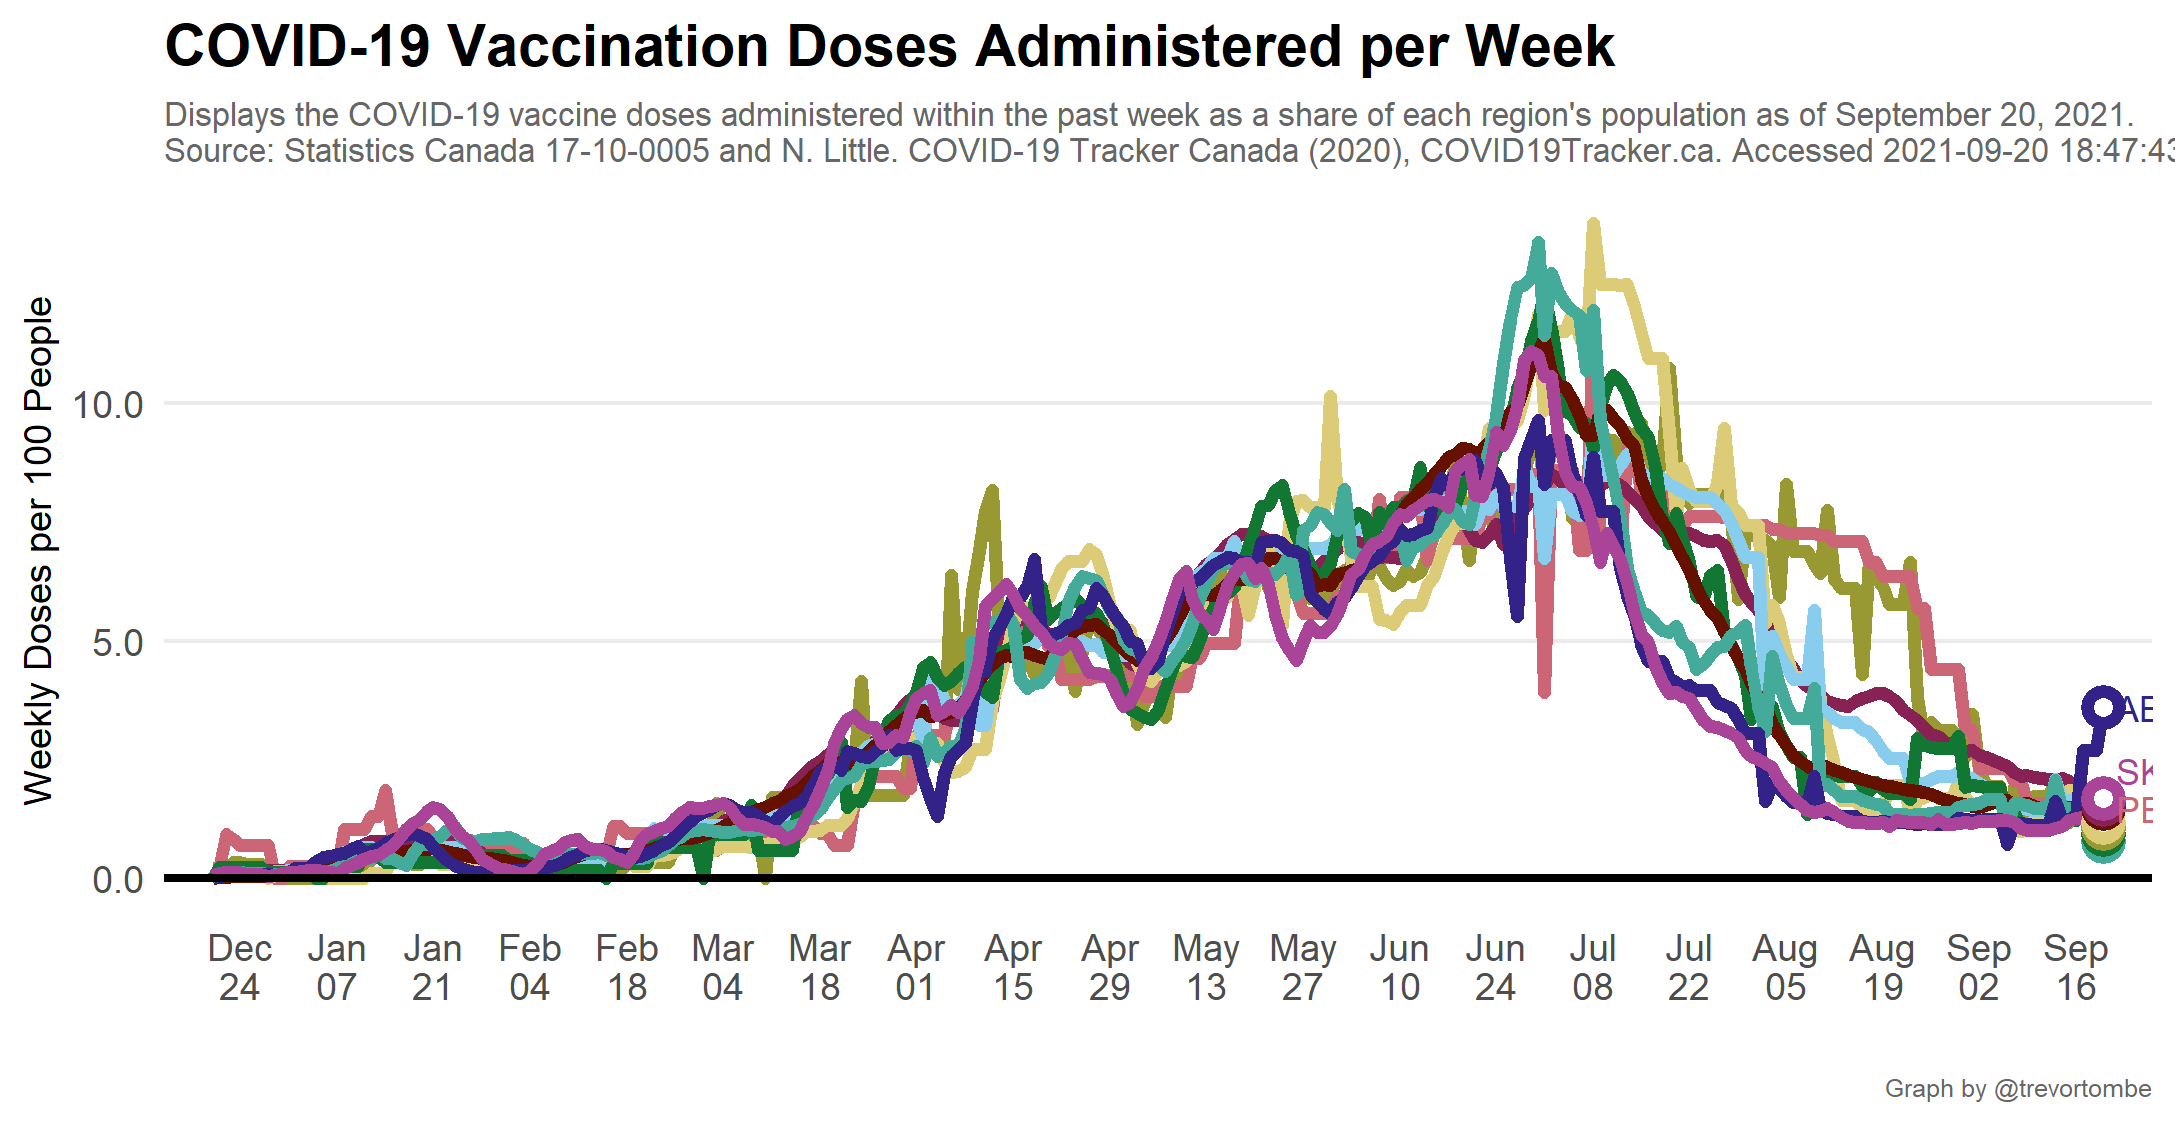 COVID-19 Vaccination Doses Administered per Week
Displays the COVID-19 vaccine doses administered within the past week as a share of each region's population as of September 20, 2021.
Source: Statistics Canada 17-10-0005 and N. Little. COVID-19 Tracker Canada (2020), COVID19Tracker.ca. Accessed 2021-09-20 18:47:43
Weekly Doses per 100 People
10.0
5.0
0.0
AB
SK
PE
Dec 24
Jan 07
Jan 21
Feb 04
Feb 18
Mar 04
Mar 18
Apr 01
Apr 15
Apr 29
May 13
May 27
Jun 10
Jun 24
Jul 08
Jul 22
Aug 05
Aug 19
Sep 02
Sep 16
Graph by @trevortombe